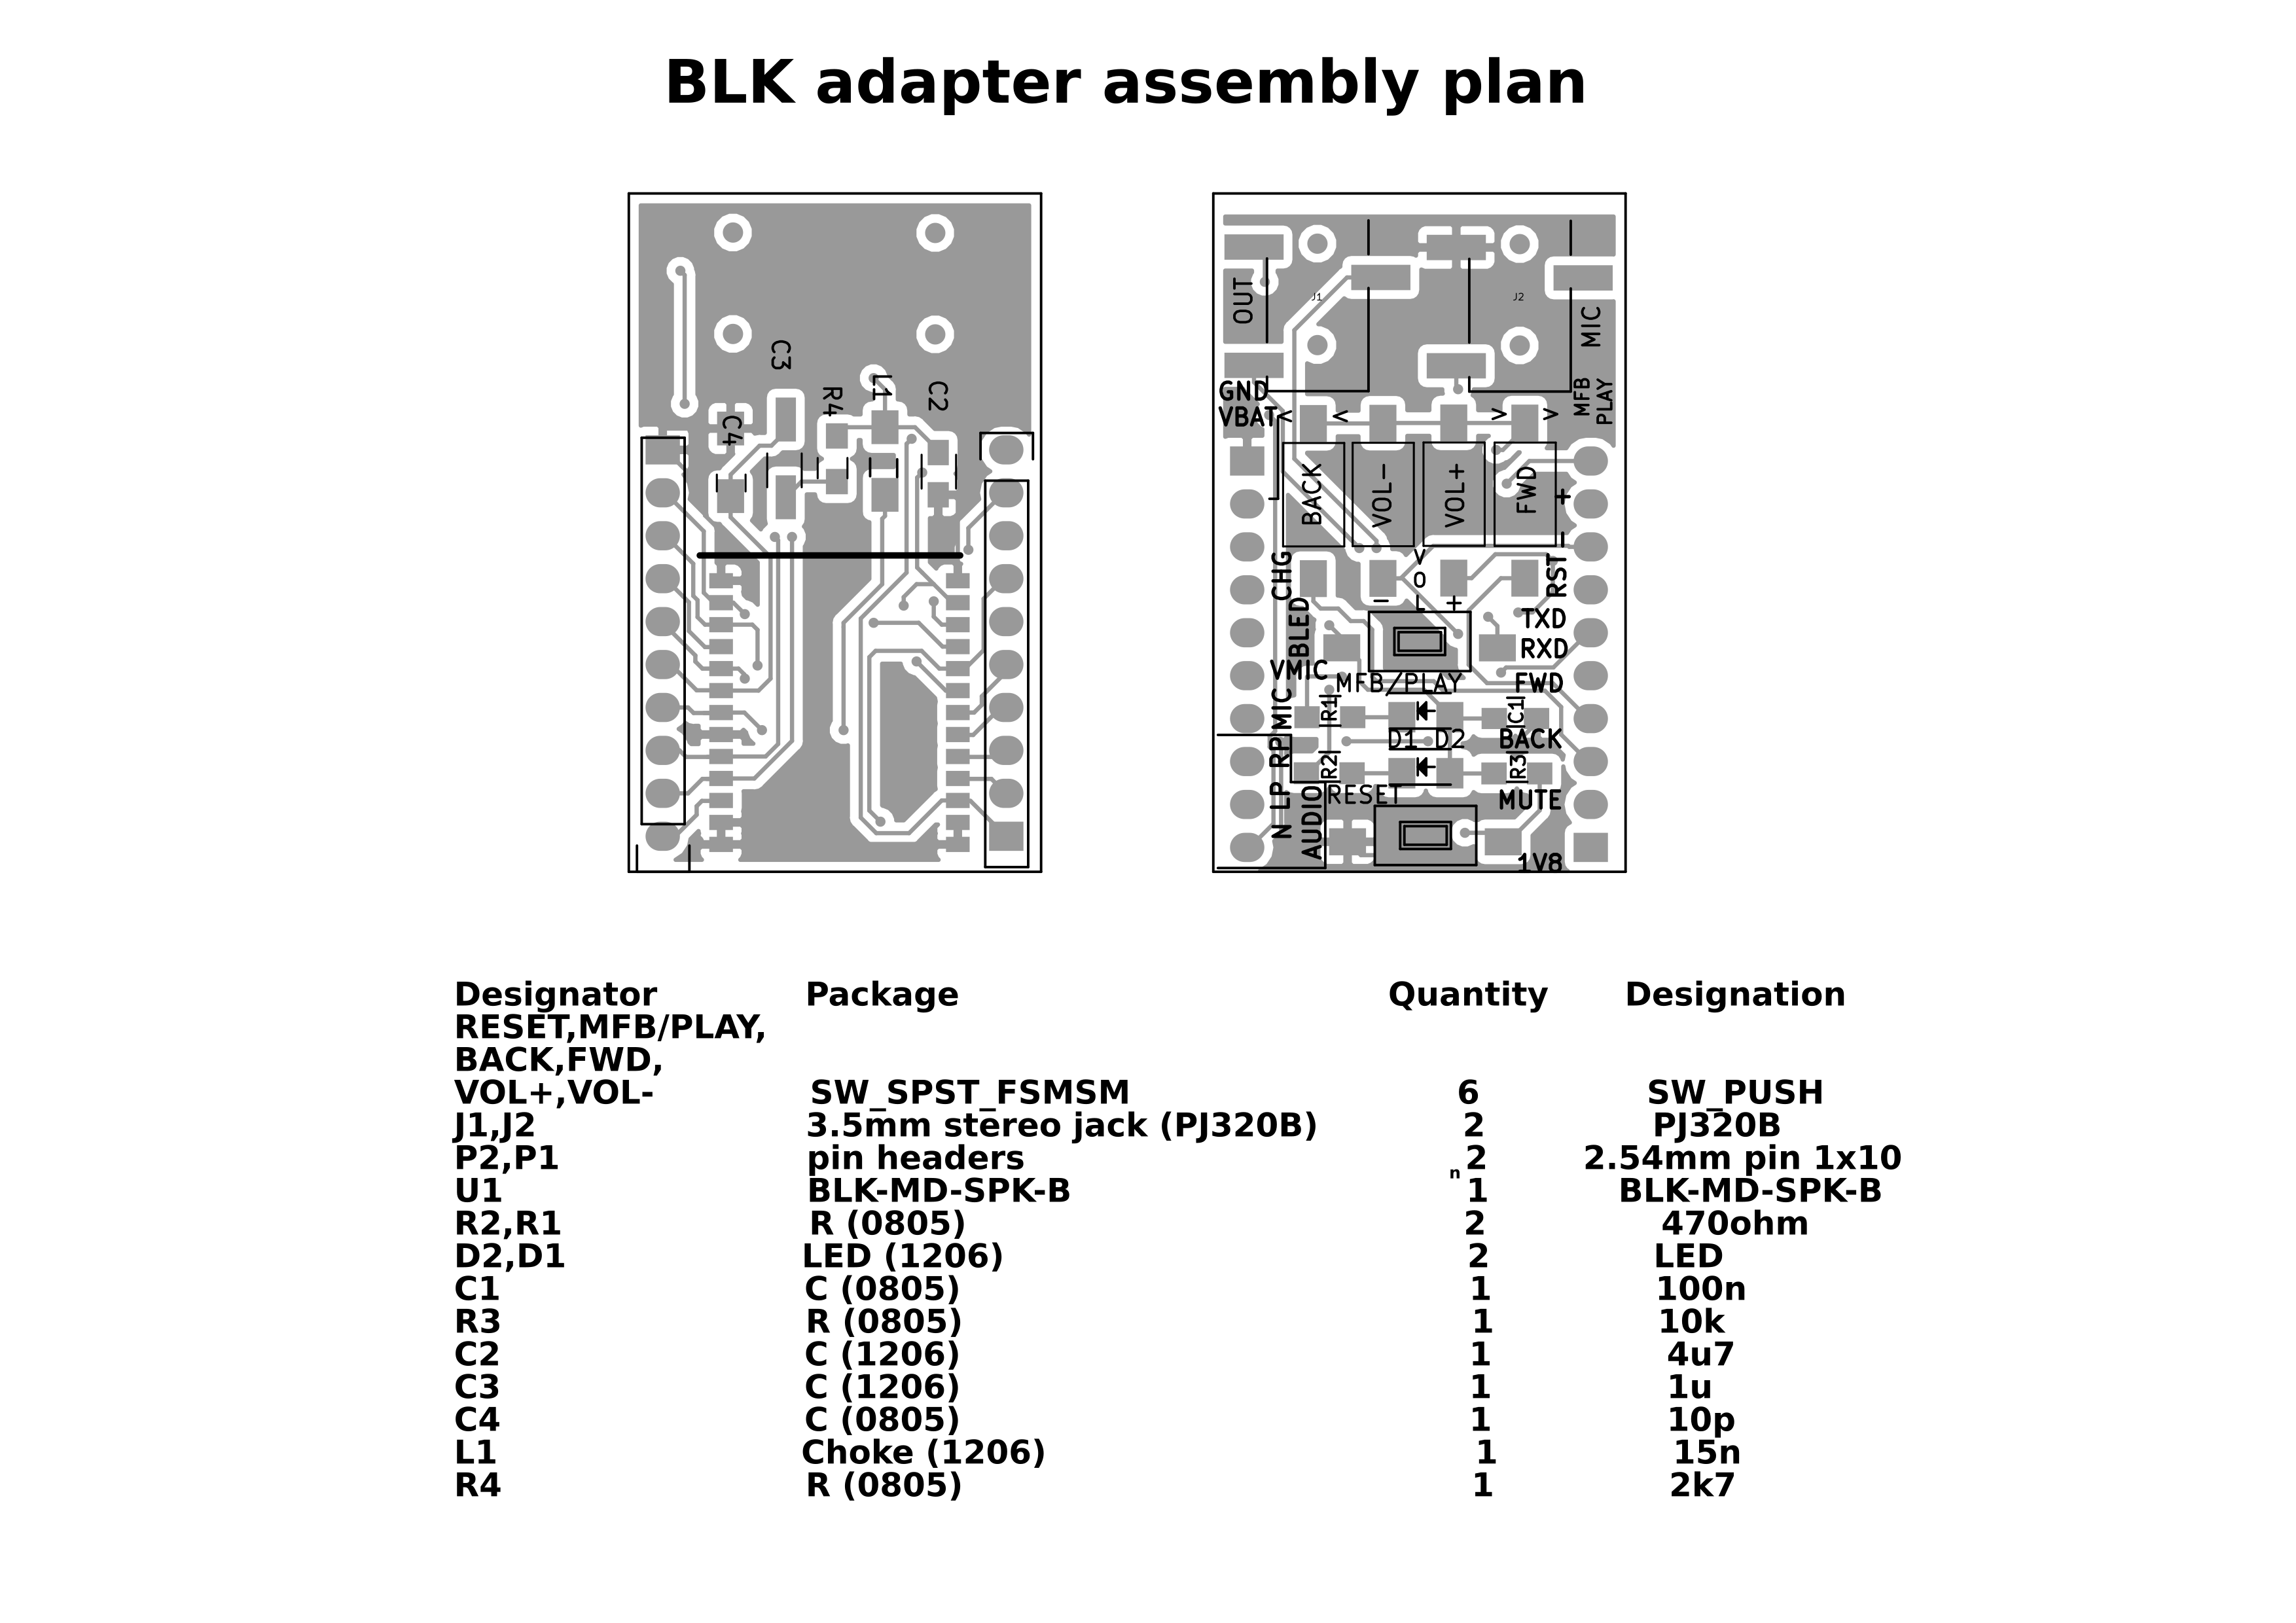 BLK adapter assembly plan
C3
R4
L1
C2
C4
OUT
J1
J2
MIC
GND
VBAT
MFB
PLAY
< < > >
BACK
VOL-
VOL+
FWD
+
-
CHG
V
O
L
- +
RST
BLED
TXD
RXD
VMIC
MFB/PLAY
FWD
MIC
R1
C1
D1 D2
BACK
RP
R2
R3
LP
RESET
MUTE
N
AUDIO
1V8
Designator Package Quantity Designation
RESET,MFB/PLAY,
BACK,FWD,
VOL+,VOL- SW_SPST_FSMSM 6 SW_PUSH
J1,J2 3.5mm stereo jack (PJ320B) 2 PJ320B
P2,P1 pin headers 2 2.54mm pin 1x10
n
U1 BLK-MD-SPK-B 1 BLK-MD-SPK-B
R2,R1 R (0805) 2 470ohm
D2,D1 LED (1206) 2 LED
C1 C (0805) 1 100n
R3 R (0805) 1 10k
C2 C (1206) 1 4u7
C3 C (1206) 1 1u
C4 C (0805) 1 10p
L1 Choke (1206) 1 15n
R4 R (0805) 1 2k7